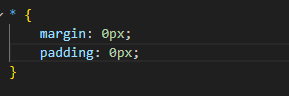 * {
    margin: 0px;
    padding: 0px;
}